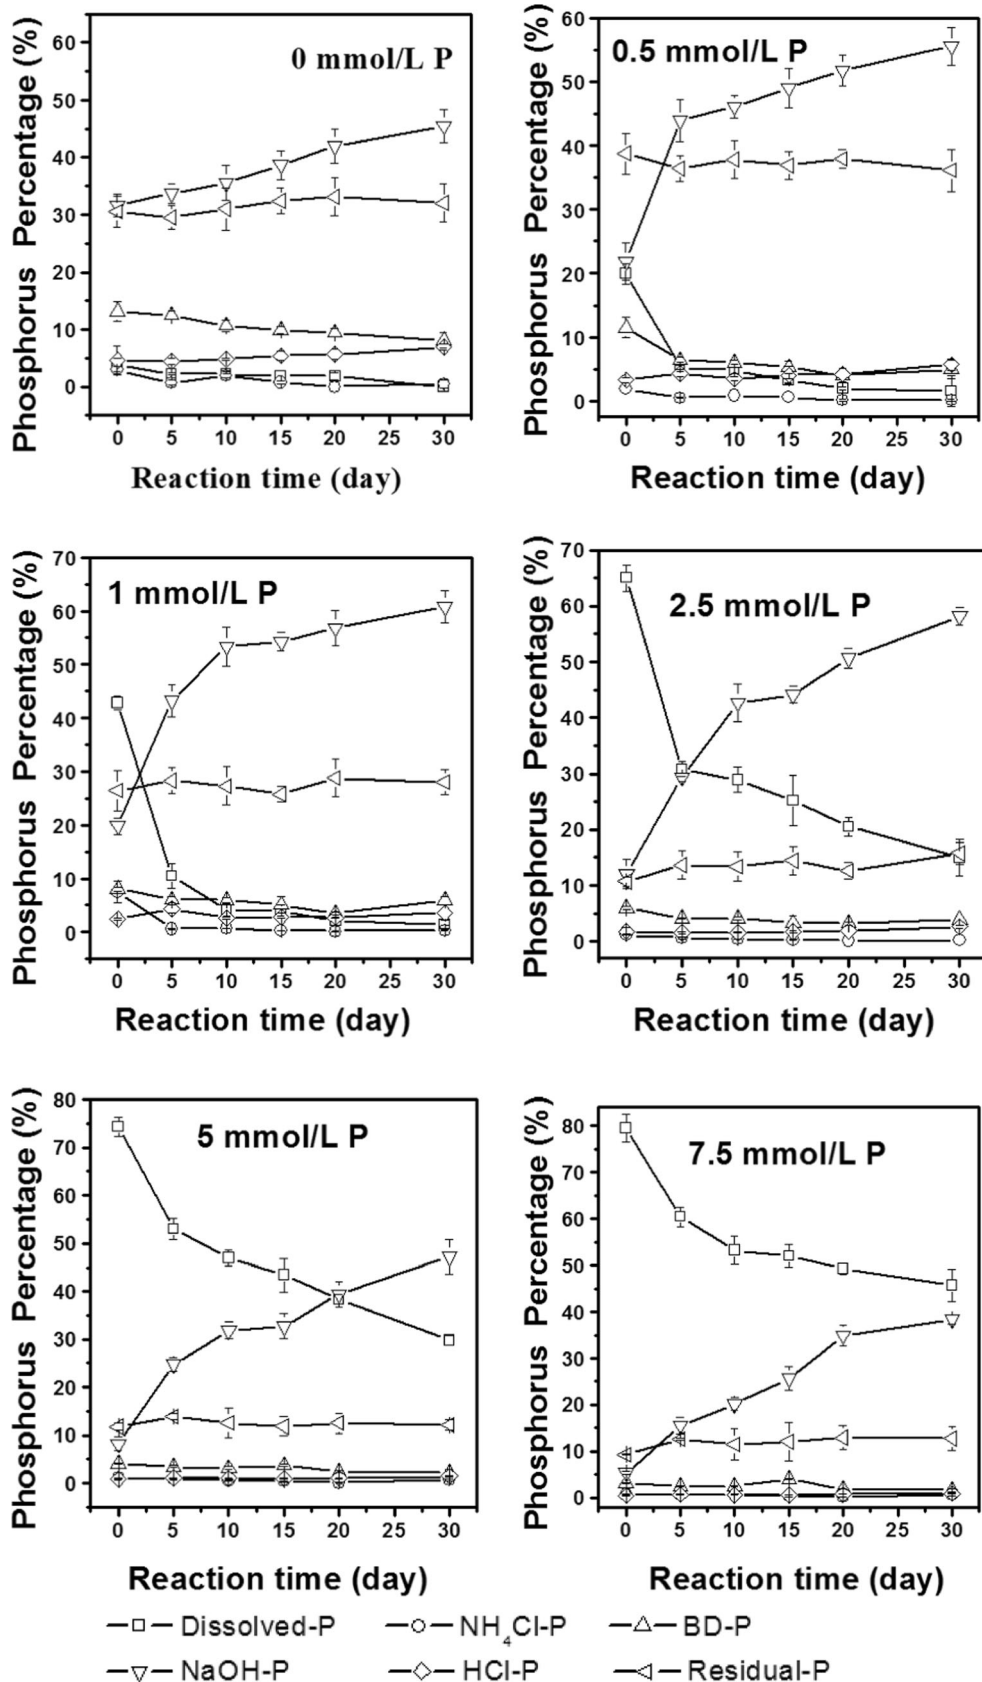 Phosphorus Percentage (%)
0 mmol/L P
60
50
40
30
20
10
0
0 5 10 15 20 25 30
Reaction time (day)
Phosphorus Percentage (%)
0.5 mmol/L P
60
50
40
30
20
10
0
0 5 10 15 20 25 30
Reaction time (day)
Phosphorus Percentage (%)
1 mmol/L P
70
60
50
40
30
20
10
0
0 5 10 15 20 25 30
Reaction time (day)
Phosphorus Percentage (%)
2.5 mmol/L P
70
60
50
40
30
20
10
0
0 5 10 15 20 25 30
Reaction time (day)
Phosphorus Percentage (%)
5 mmol/L P
80
70
60
50
40
30
20
10
0
0 5 10 15 20 25 30
Reaction time (day)
Phosphorus Percentage (%)
7.5 mmol/L P
80
70
60
50
40
30
20
10
0
0 5 10 15 20 25 30
Reaction time (day)
Dissolved-P NH₄Cl-P BD-P
NaOH-P HCl-P Residual-P